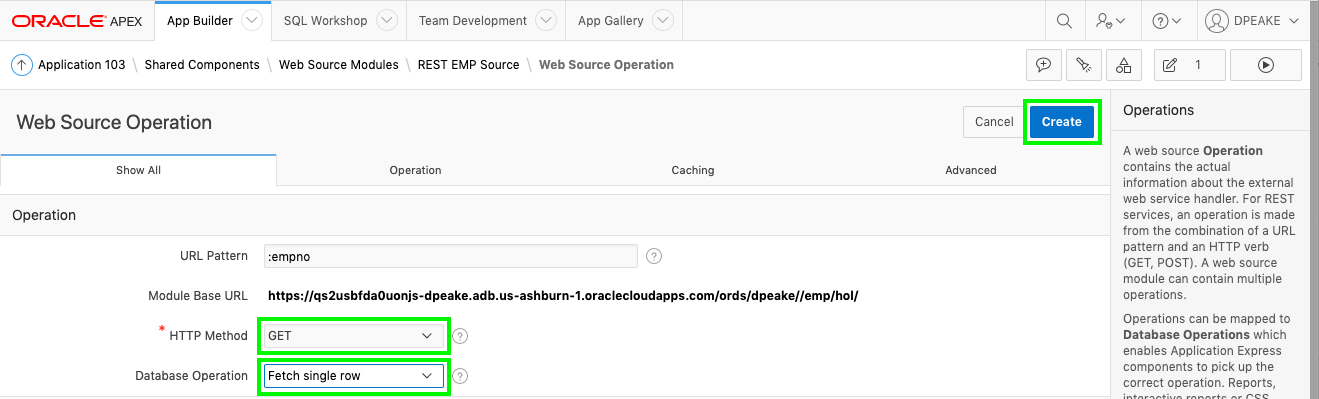 ORACLE APEX App Builder SQL Workshop Team Development App Gallery DPEAKE
Application 103 \ Shared Components \ Web Source Modules \ REST EMP Source \ Web Source Operation 1
Web Source Operation
Cancel Create
Show All Operation Caching Advanced
Operation
URL Pattern :empno ?
Module Base URL https://qs2usbfda0uonjs-dpeake.adb.us-ashburn-1.oraclecloudapps.com/ords/dpeake//emp/hol/
* HTTP Method GET ?
Database Operation Fetch single row ?
Operations
A web source Operation
contains the actual
information about the external
web service handler. For REST
services, an operation is made
from the combination of a URL
pattern and an HTTP verb
(GET, POST). A web source
module can contain multiple
operations.
Operations can be mapped to
Database Operations which
enables Application Express
components to pick up the
correct operation. Reports,
interactive reports or CSS